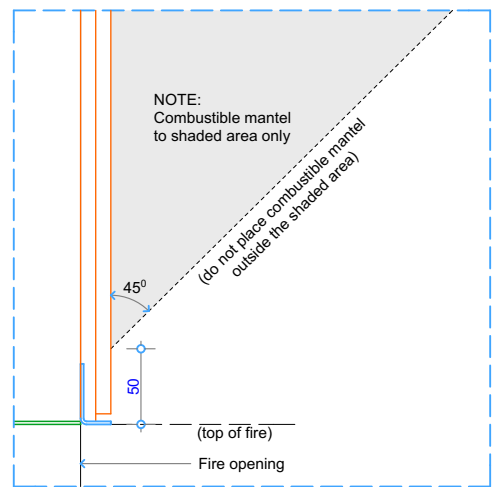 NOTE:
Combustible mantel
to shaded area only
(do not place combustible mantel
outside the shaded area)
45⁰
50
(top of fire)
Fire opening